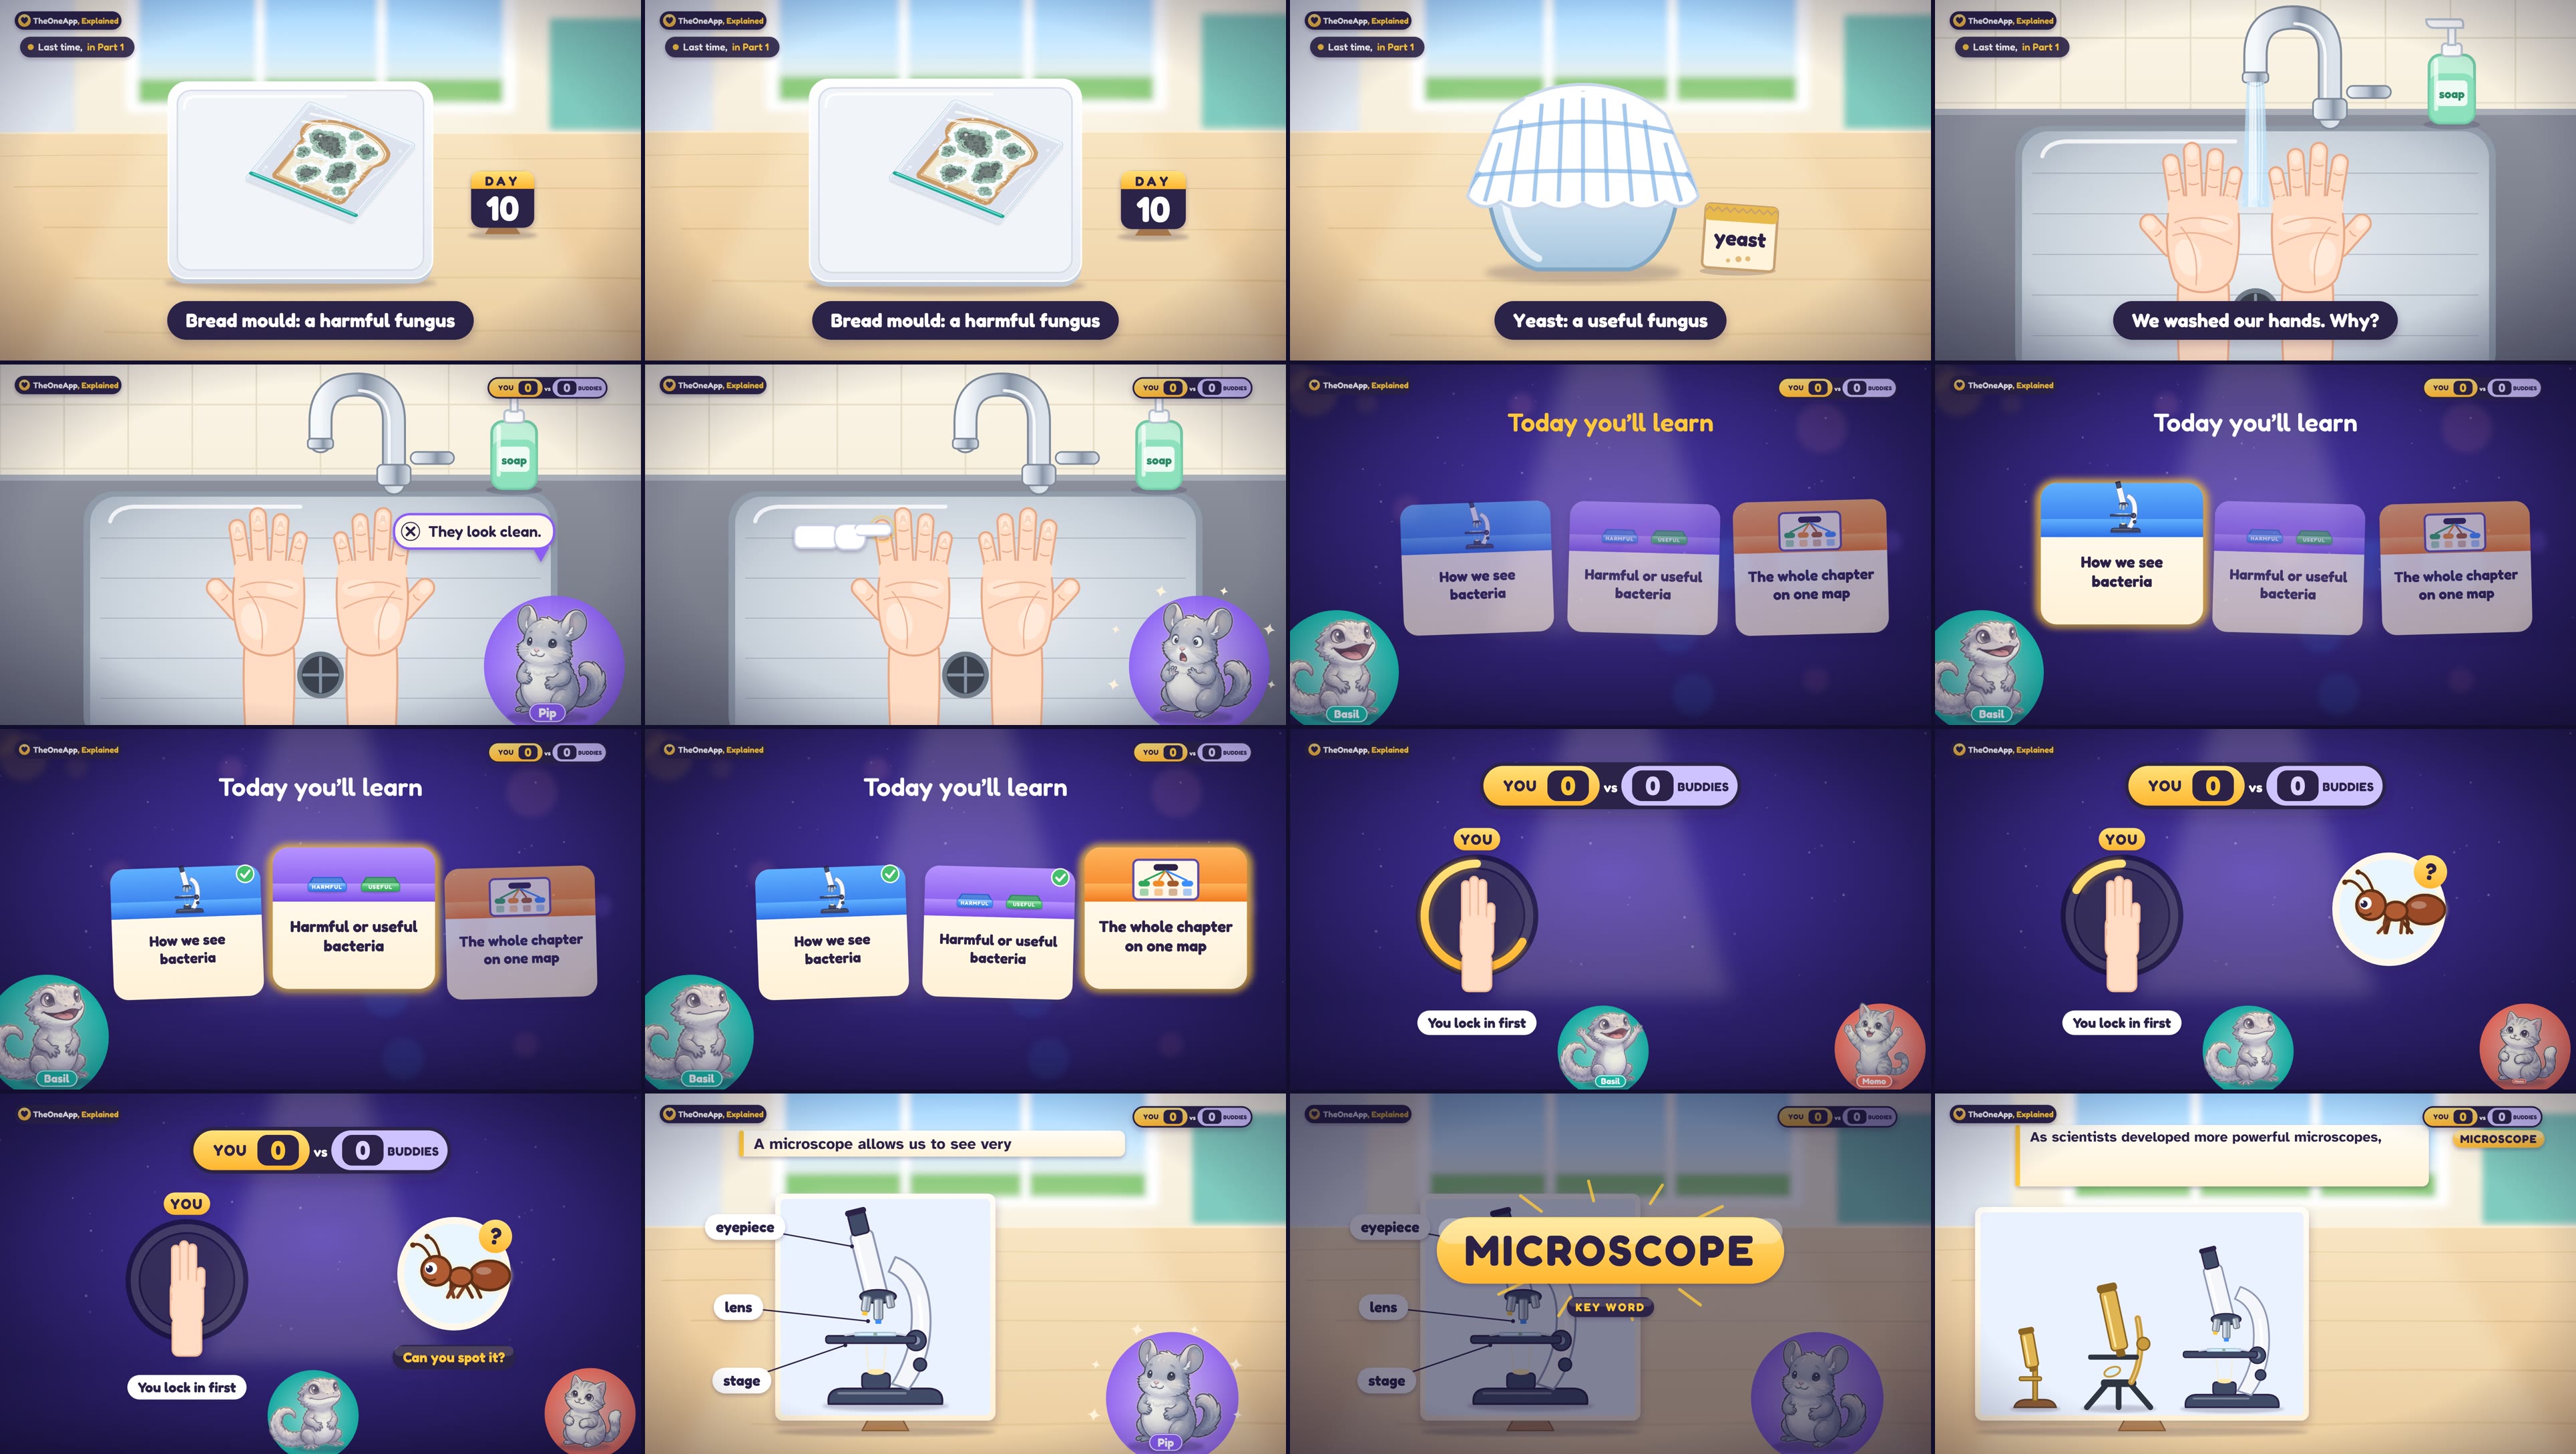 TheOneApp, Explained
Last time, in Part 1
DAY
10
Bread mould: a harmful fungus
TheOneApp, Explained
Last time, in Part 1
DAY
10
Bread mould: a harmful fungus
TheOneApp, Explained
Last time, in Part 1
yeast
Yeast: a useful fungus
TheOneApp, Explained
Last time, in Part 1
soap
We washed our hands. Why?
TheOneApp, Explained
YOU 0 vs 0 BUDDIES
soap
They look clean.
Pip
TheOneApp, Explained
YOU 0 vs 0 BUDDIES
soap
TheOneApp, Explained
YOU 0 vs 0 BUDDIES
Today you'll learn
HARMFUL USEFUL
How we see
bacteria
Harmful or useful
bacteria
The whole chapter
on one map
Basil
TheOneApp, Explained
YOU 0 vs 0 BUDDIES
Today you'll learn
HARMFUL USEFUL
How we see
bacteria
Harmful or useful
bacteria
The whole chapter
on one map
Basil
TheOneApp, Explained
YOU 0 vs 0 BUDDIES
Today you'll learn
HARMFUL USEFUL
How we see
bacteria
Harmful or useful
bacteria
The whole chapter
on one map
Basil
TheOneApp, Explained
YOU 0 vs 0 BUDDIES
Today you'll learn
HARMFUL USEFUL
How we see
bacteria
Harmful or useful
bacteria
The whole chapter
on one map
Basil
TheOneApp, Explained
YOU 0 vs 0 BUDDIES
YOU
You lock in first
Basil
Momo
TheOneApp, Explained
YOU 0 vs 0 BUDDIES
YOU
?
You lock in first
TheOneApp, Explained
YOU 0 vs 0 BUDDIES
YOU
?
Can you spot it?
You lock in first
TheOneApp, Explained
YOU 0 vs 0 BUDDIES
A microscope allows us to see very
eyepiece
lens
stage
Pip
TheOneApp, Explained
YOU 0 vs 0 BUDDIES
eyepiece
MICROSCOPE
lens
KEY WORD
stage
TheOneApp, Explained
YOU 0 vs 0 BUDDIES
As scientists developed more powerful microscopes,
MICROSCOPE